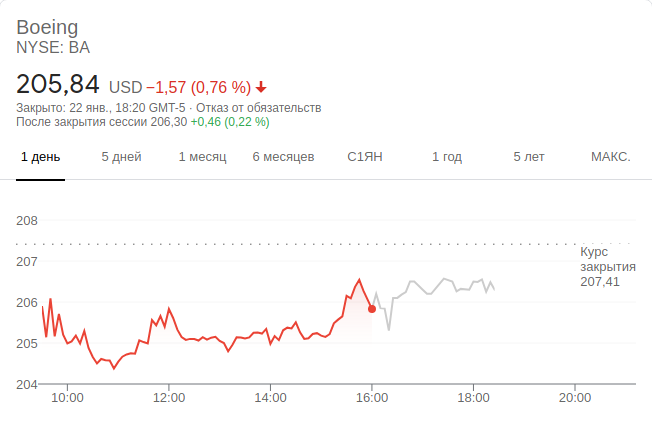 Boeing
NYSE: BA
205,84 USD −1,57 (0,76 %)
Закрыто: 22 янв., 18:20 GMT-5 · Отказ от обязательств
После закрытия сессии 206,30 +0,46 (0,22 %)
1 день 5 дней 1 месяц 6 месяцев С1ЯН 1 год 5 лет МАКС.
208
207
206
205
204
Курс
закрытия
207,41
10:00 12:00 14:00 16:00 18:00 20:00